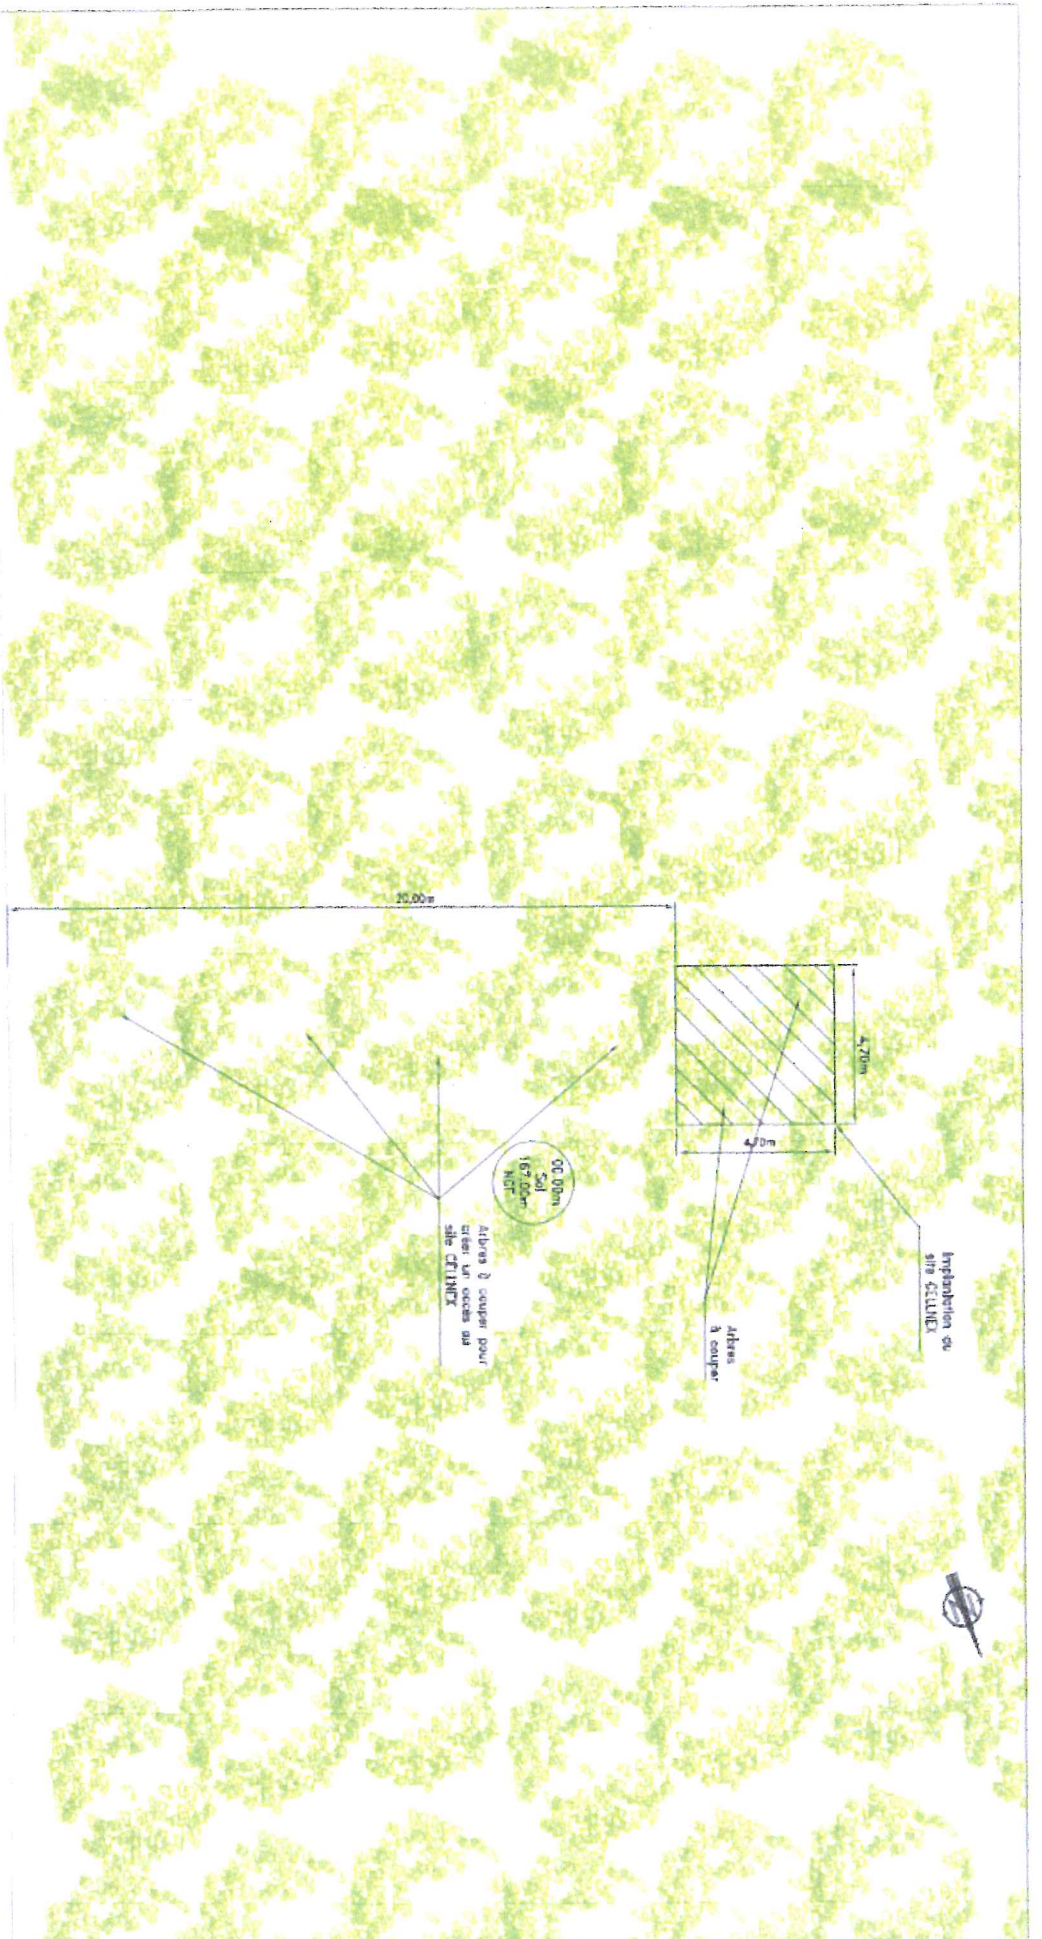 Implantation du
site CELLNEX
4,70m
4,70m
Arbres
à couper
20,00m
00.00m
Sol
167.00m
NGF
Arbres à couper pour
créer un accès au
site CELLNEX